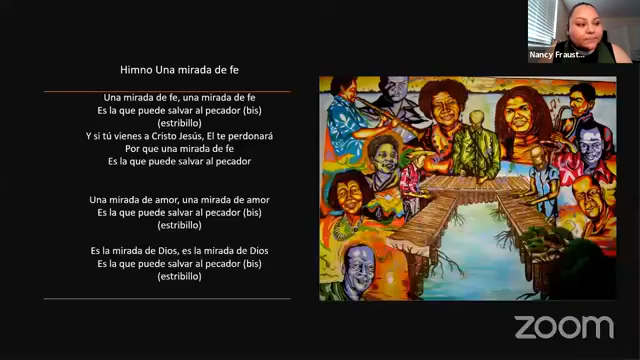 Nancy Fraust...
Himno Una mirada de fe
Una mirada de fe, una mirada de fe
Es la que puede salvar al pecador (bis)
(estribillo)
Y si tú vienes a Cristo Jesús, El te perdonará
Por que una mirada de fe
Es la que puede salvar al pecador
Una mirada de amor, una mirada de amor
Es la que puede salvar al pecador (bis)
(estribillo)
Es la mirada de Dios, es la mirada de Dios
Es la que puede salvar al pecador (bis)
(estribillo)
zoom